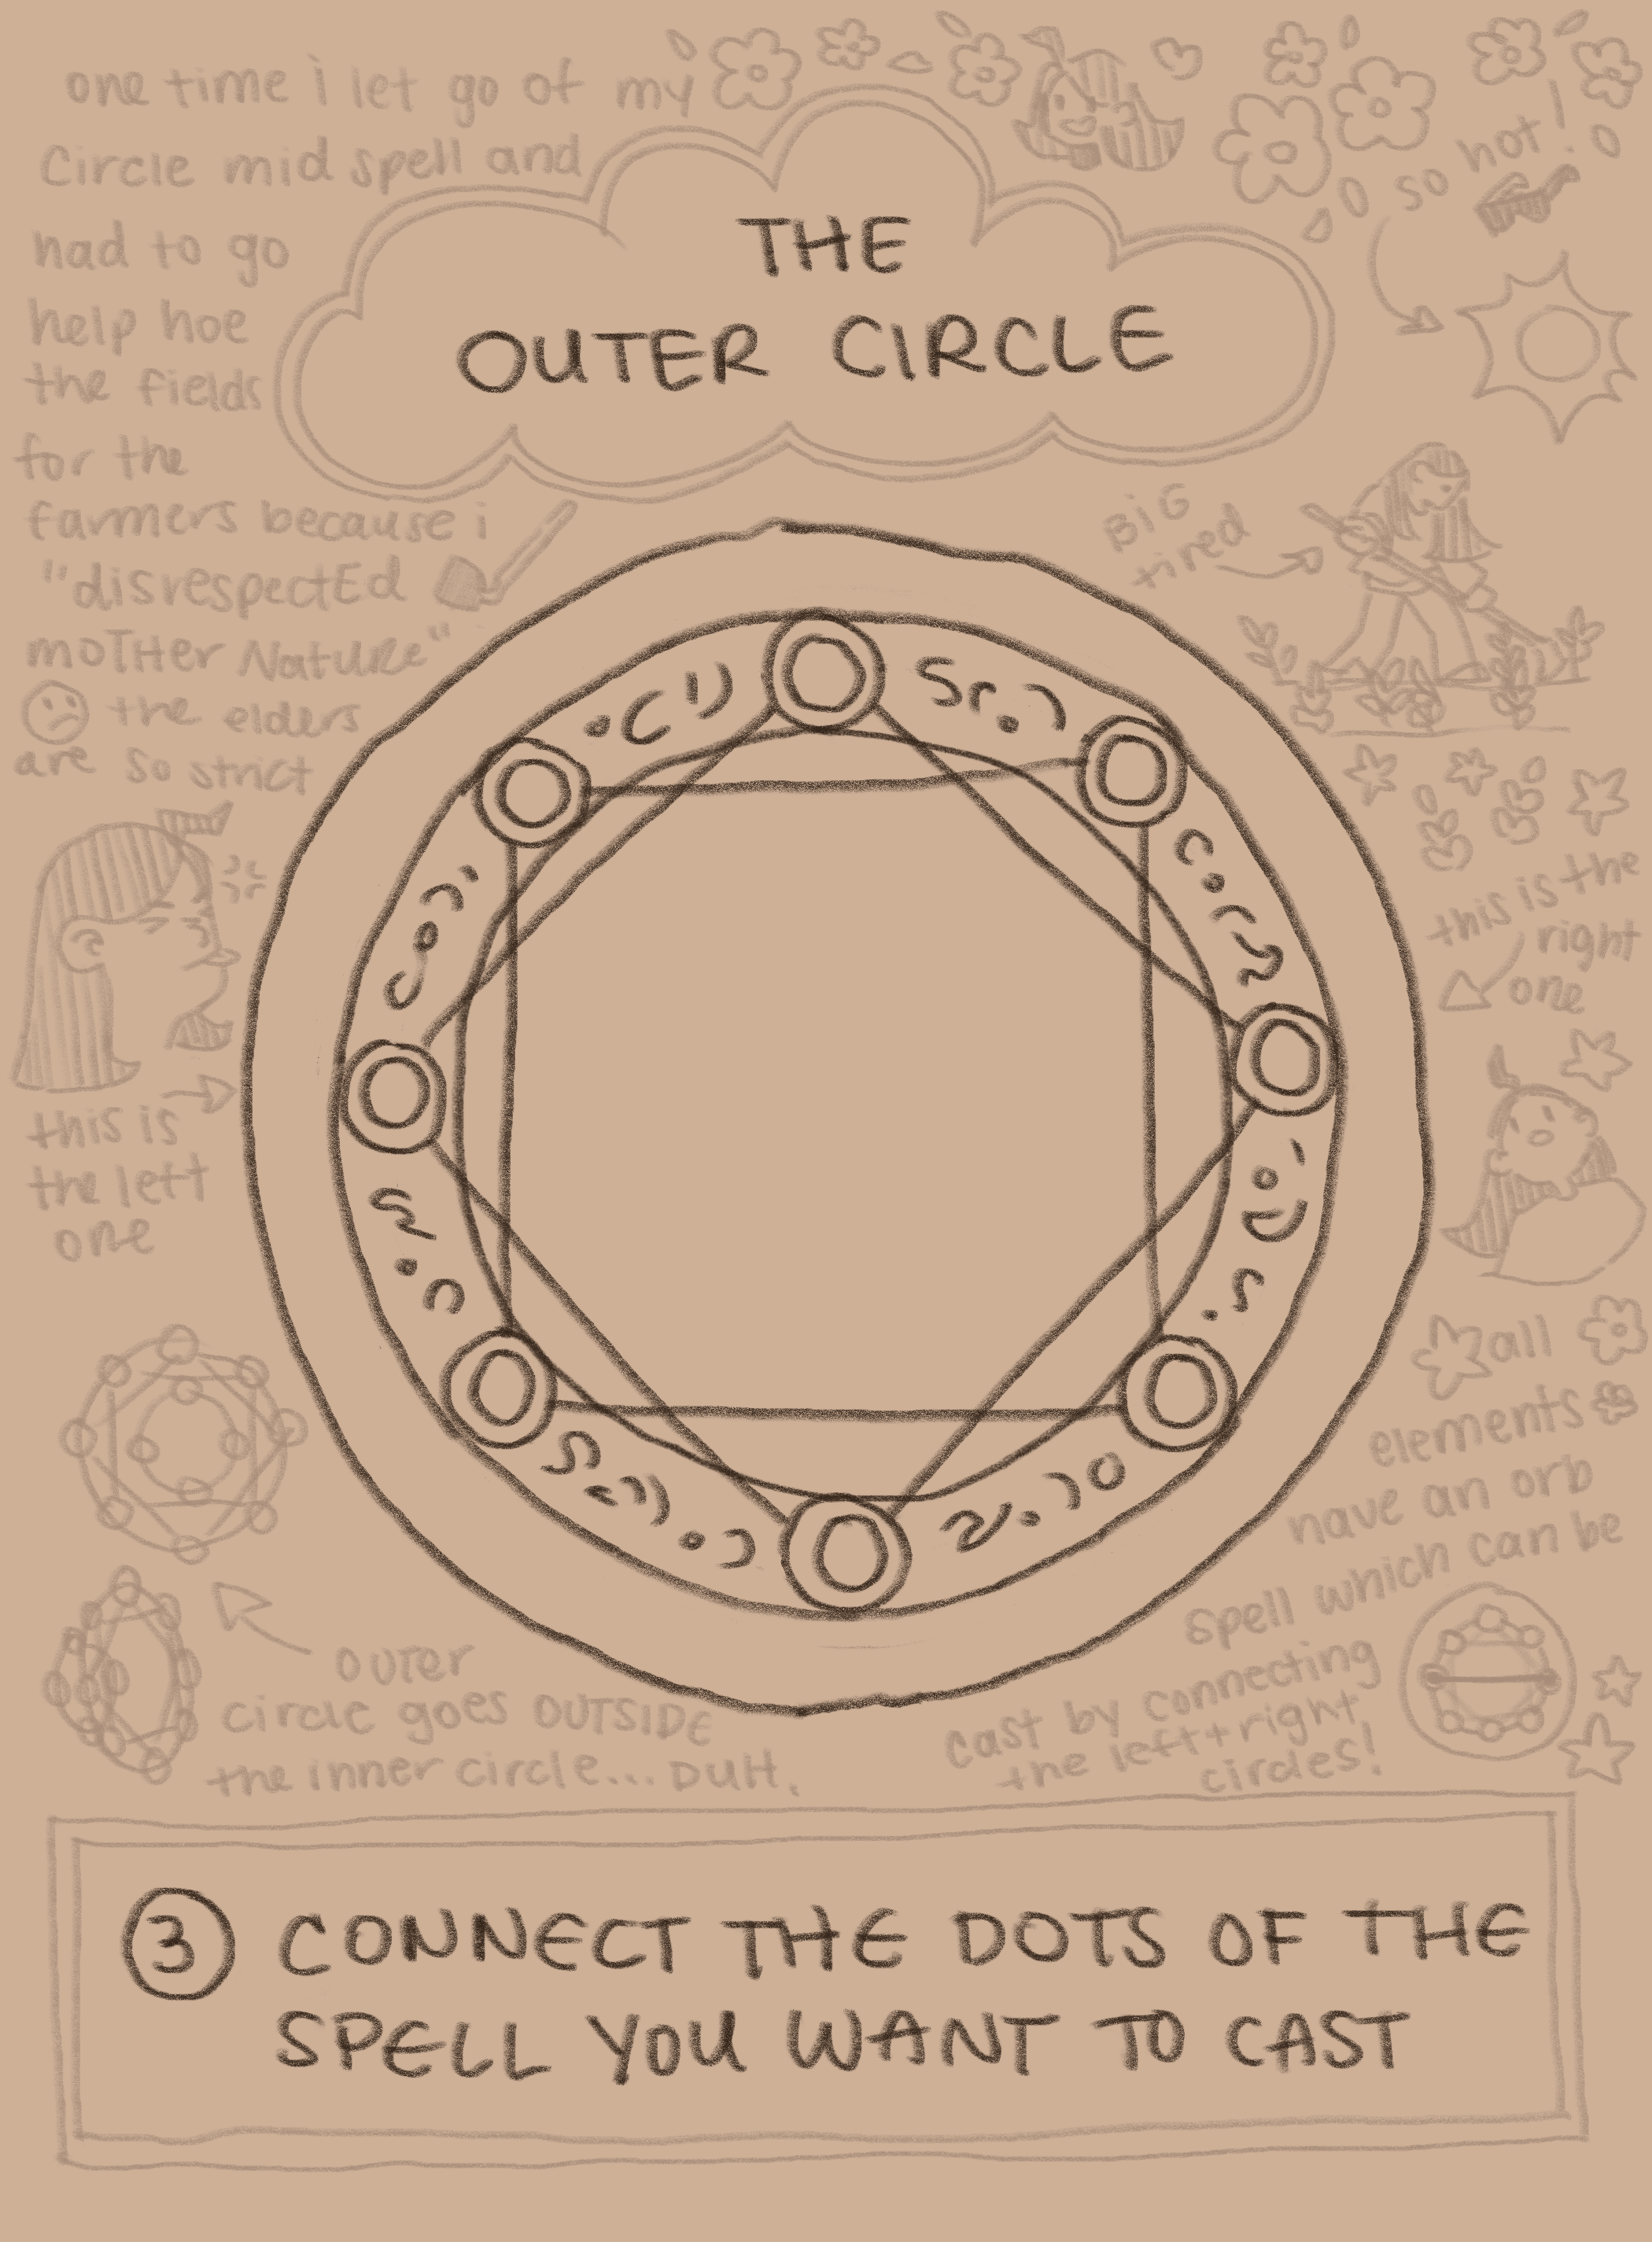 one time i let go of my
circle mid spell and
had to go
help hoe
the fields
for the
farmers because i
"disrespectEd
moTHer NatuRe"
the elders
are so strict
THE
OUTER CIRCLE
so hot!
BiG
tired
this is the
right
one
this is
the left
one
all
elements
have an orb
spell which can be
cast by connecting
the left + right
circles!
outer
circle goes OUTSIDE
the inner circle... DUH.
3 CONNECT THE DOTS OF THE
SPELL YOU WANT TO CAST